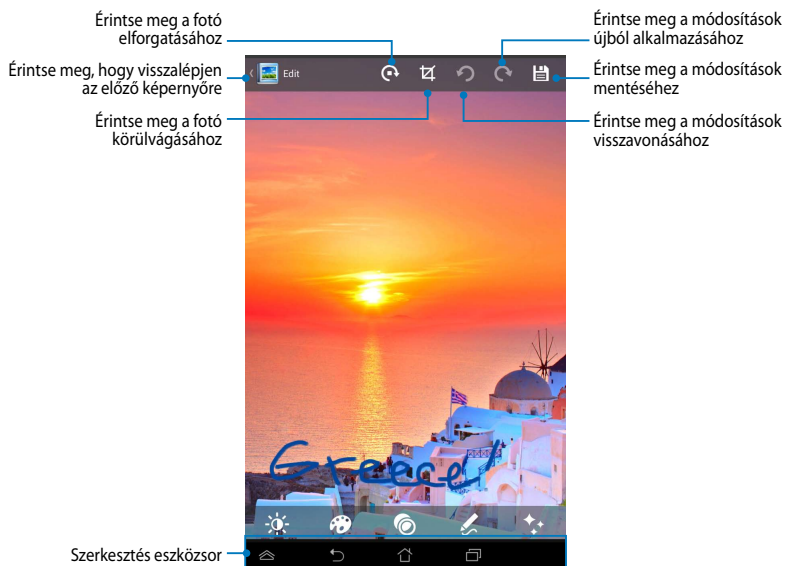 Érintse meg a fotó
elforgatásához
Érintse meg, hogy visszalépjen
az előző képernyőre
Érintse meg a fotó
körülvágásához
Érintse meg a módosítások
újból alkalmazásához
Érintse meg a módosítások
mentéséhez
Érintse meg a módosítások
visszavonásához
Edit
Greece!
Szerkesztés eszközsor